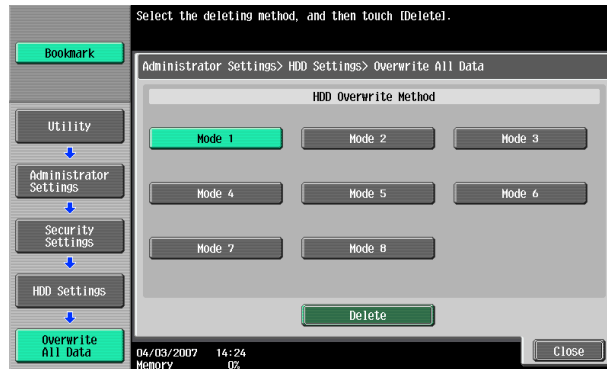 Select the deleting method, and then touch [Delete].
Bookmark
Administrator Settings> HDD Settings> Overwrite All Data
HDD Overwrite Method
Utility
Mode 1
Mode 2
Mode 3
Administrator
Settings
Mode 4
Mode 5
Mode 6
Security
Settings
Mode 7
Mode 8
HDD Settings
Delete
Overwrite
All Data
04/03/2007 14:24
Memory 0%
Close